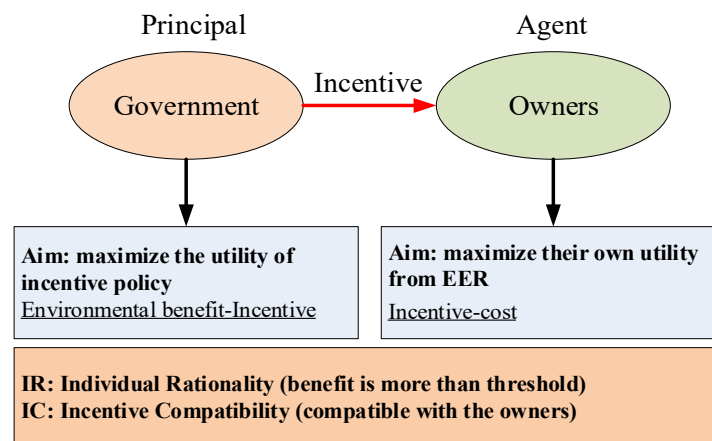 Principal
Agent
Incentive
Government
Owners
Aim: maximize the utility of
incentive policy
Environmental benefit-Incentive
Aim: maximize their own utility
from EER
Incentive-cost
IR: Individual Rationality (benefit is more than threshold)
IC: Incentive Compatibility (compatible with the owners)